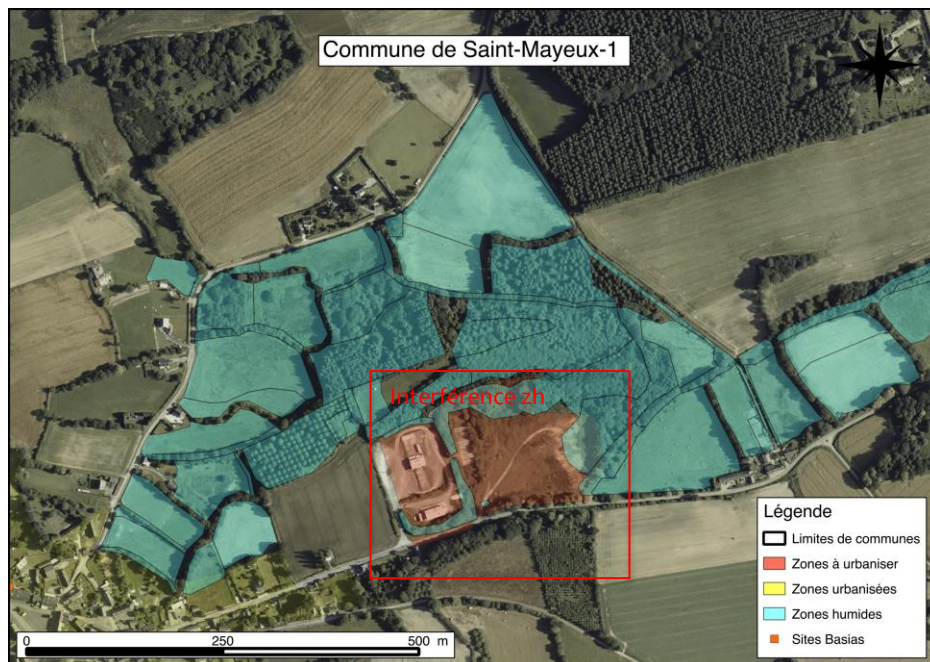 Commune de Saint-Mayeux-1
Interférence zh
Légende
Limites de communes
Zones à urbaniser
Zones urbanisées
Zones humides
Sites Basias
0 250 500 m